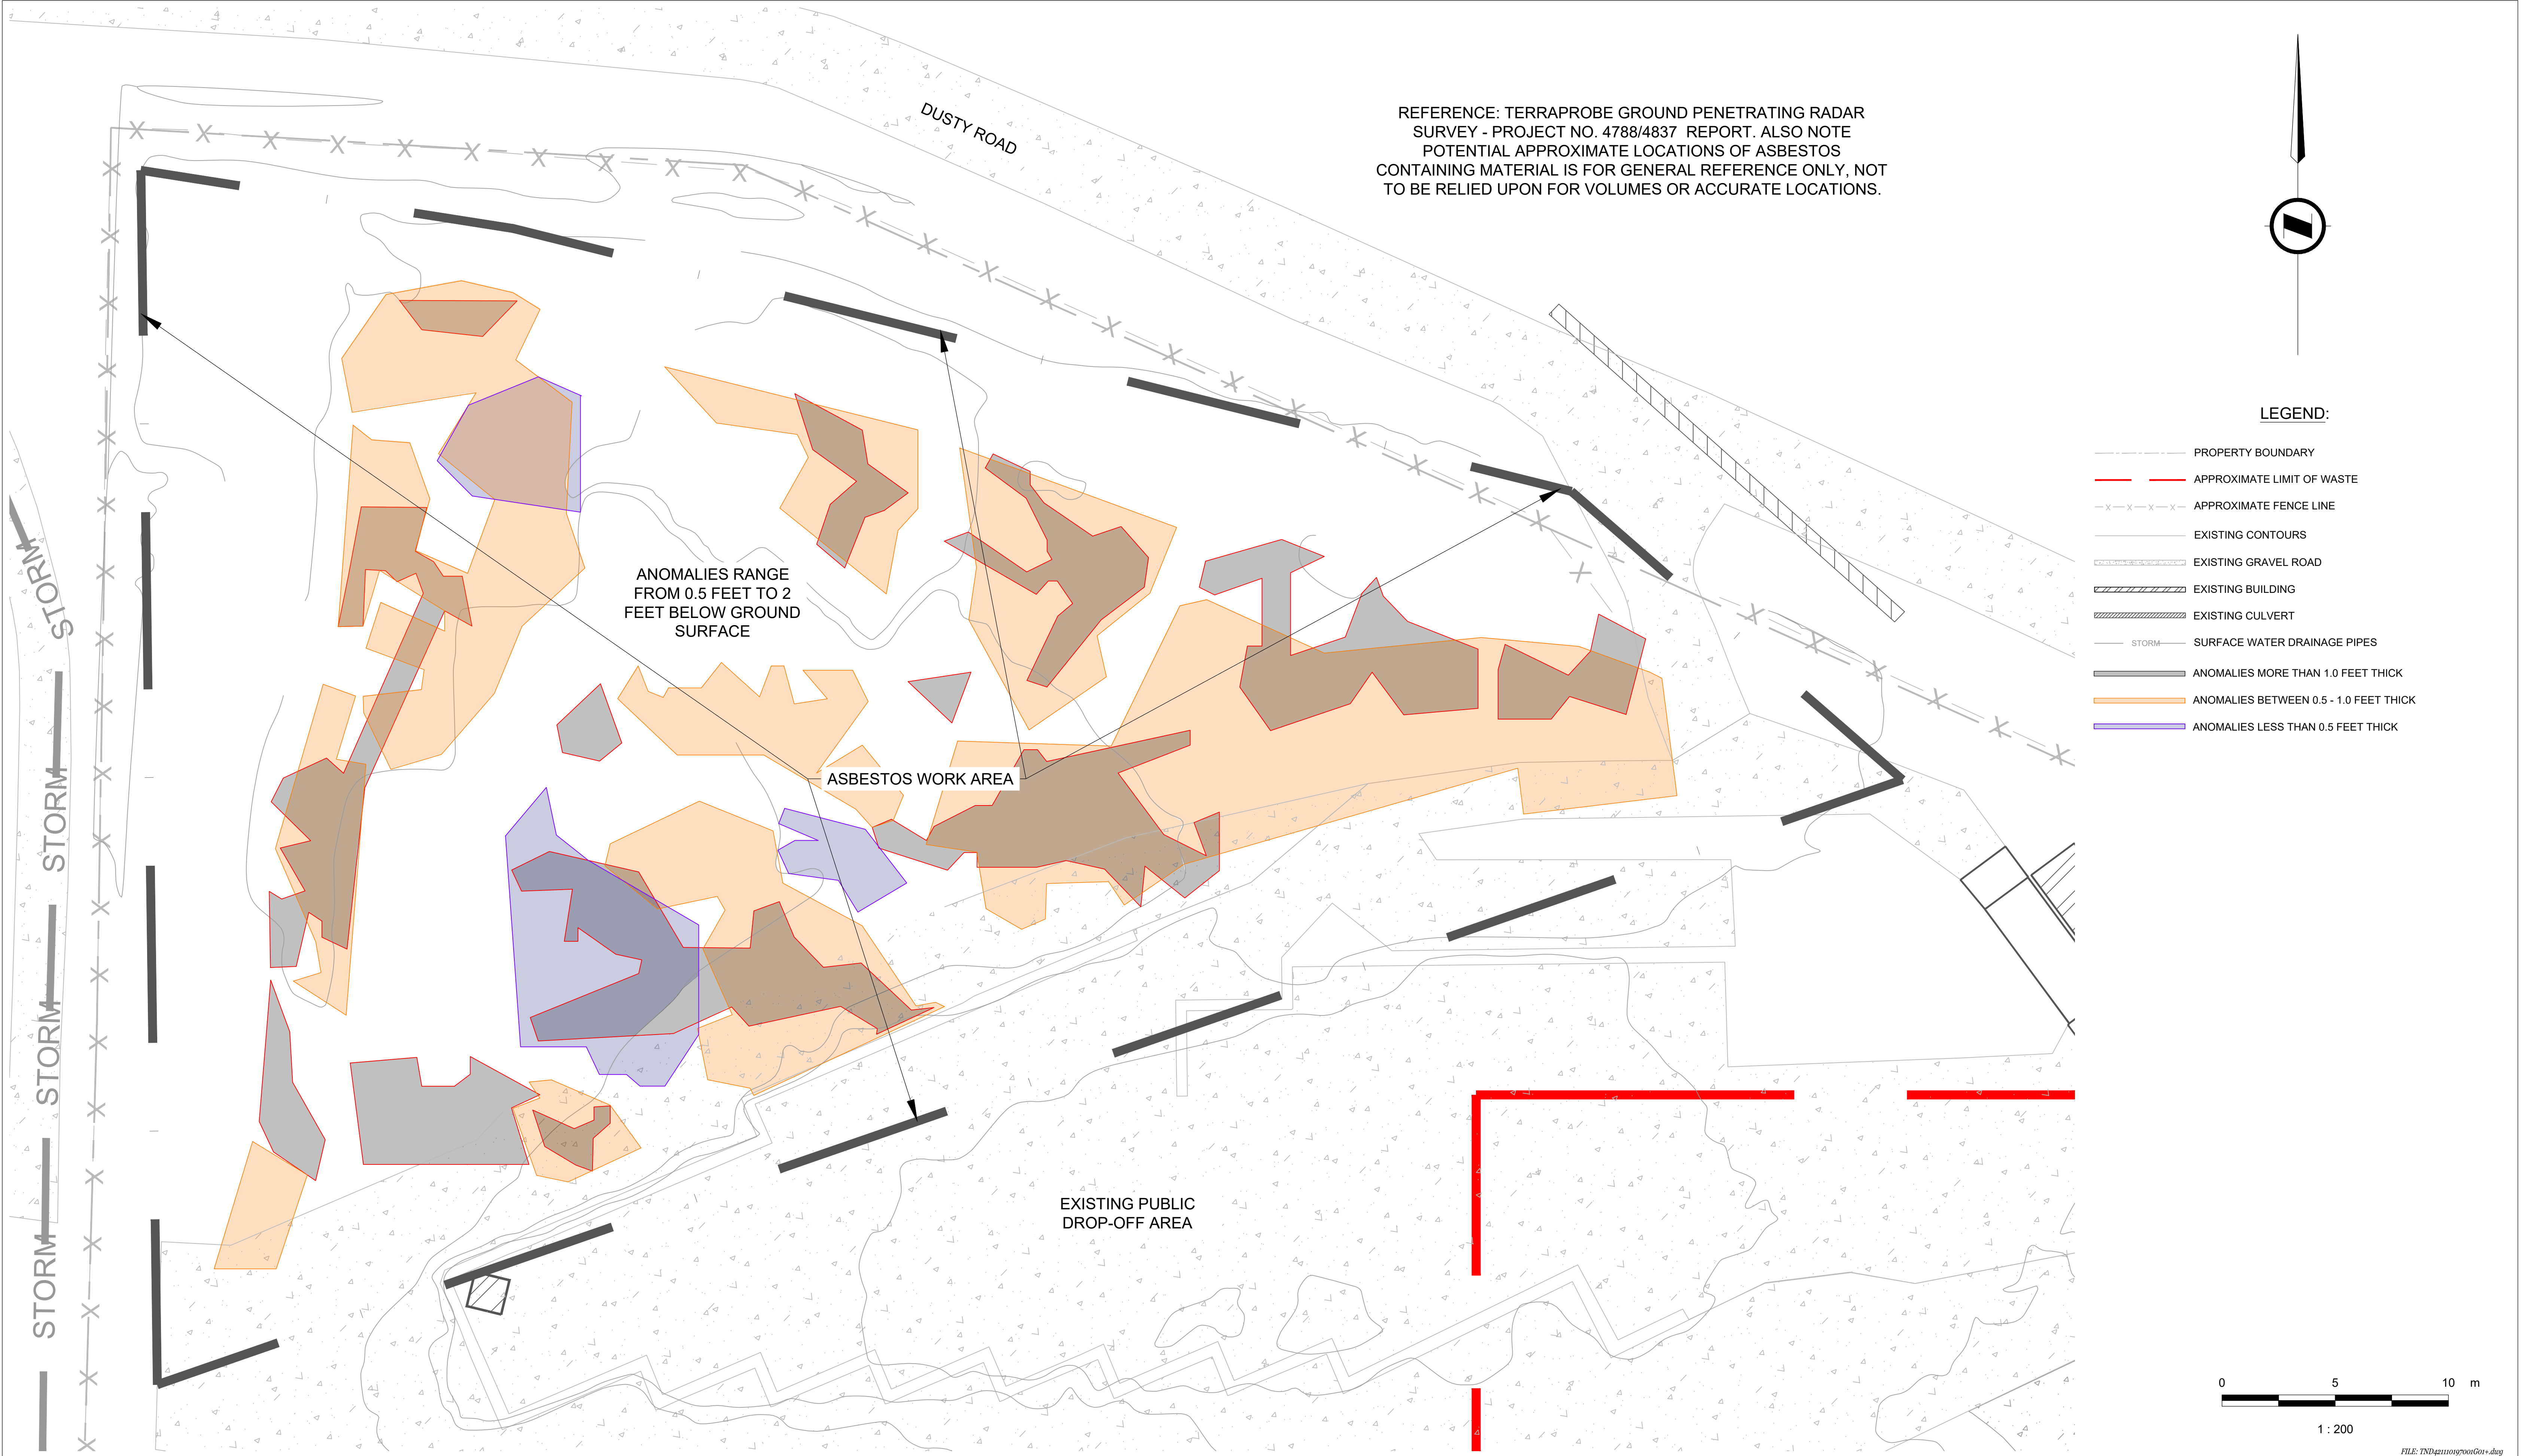 DUSTY ROAD
REFERENCE: TERRAPROBE GROUND PENETRATING RADAR
SURVEY - PROJECT NO. 4788/4837 REPORT. ALSO NOTE
POTENTIAL APPROXIMATE LOCATIONS OF ASBESTOS
CONTAINING MATERIAL IS FOR GENERAL REFERENCE ONLY, NOT
TO BE RELIED UPON FOR VOLUMES OR ACCURATE LOCATIONS.
ANOMALIES RANGE
FROM 0.5 FEET TO 2
FEET BELOW GROUND
SURFACE
ASBESTOS WORK AREA
EXISTING PUBLIC
DROP-OFF AREA
STORM
STORM
STORM
STORM
LEGEND:
PROPERTY BOUNDARY
APPROXIMATE LIMIT OF WASTE
X X X X APPROXIMATE FENCE LINE
EXISTING CONTOURS
EXISTING GRAVEL ROAD
EXISTING BUILDING
EXISTING CULVERT
STORM SURFACE WATER DRAINAGE PIPES
ANOMALIES MORE THAN 1.0 FEET THICK
ANOMALIES BETWEEN 0.5 - 1.0 FEET THICK
ANOMALIES LESS THAN 0.5 FEET THICK
0 5 10 m
1 : 200
FILE: TND421110197001G01+.dwg